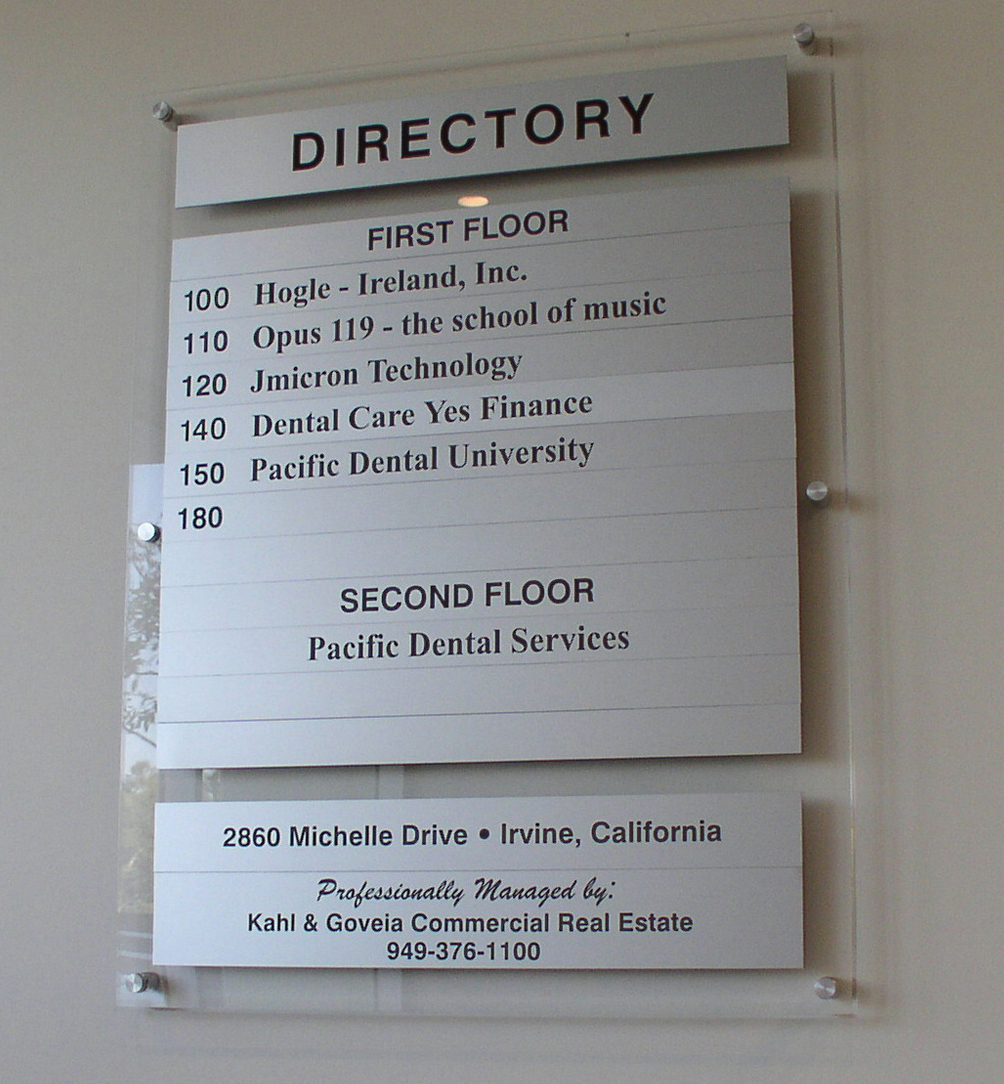 DIRECTORY
FIRST FLOOR
100 Hogle - Ireland, Inc.
110 Opus 119 - the school of music
120 Jmicron Technology
140 Dental Care Yes Finance
150 Pacific Dental University
180
SECOND FLOOR
Pacific Dental Services
2860 Michelle Drive • Irvine, California
Professionally Managed by:
Kahl & Goveia Commercial Real Estate
949-376-1100